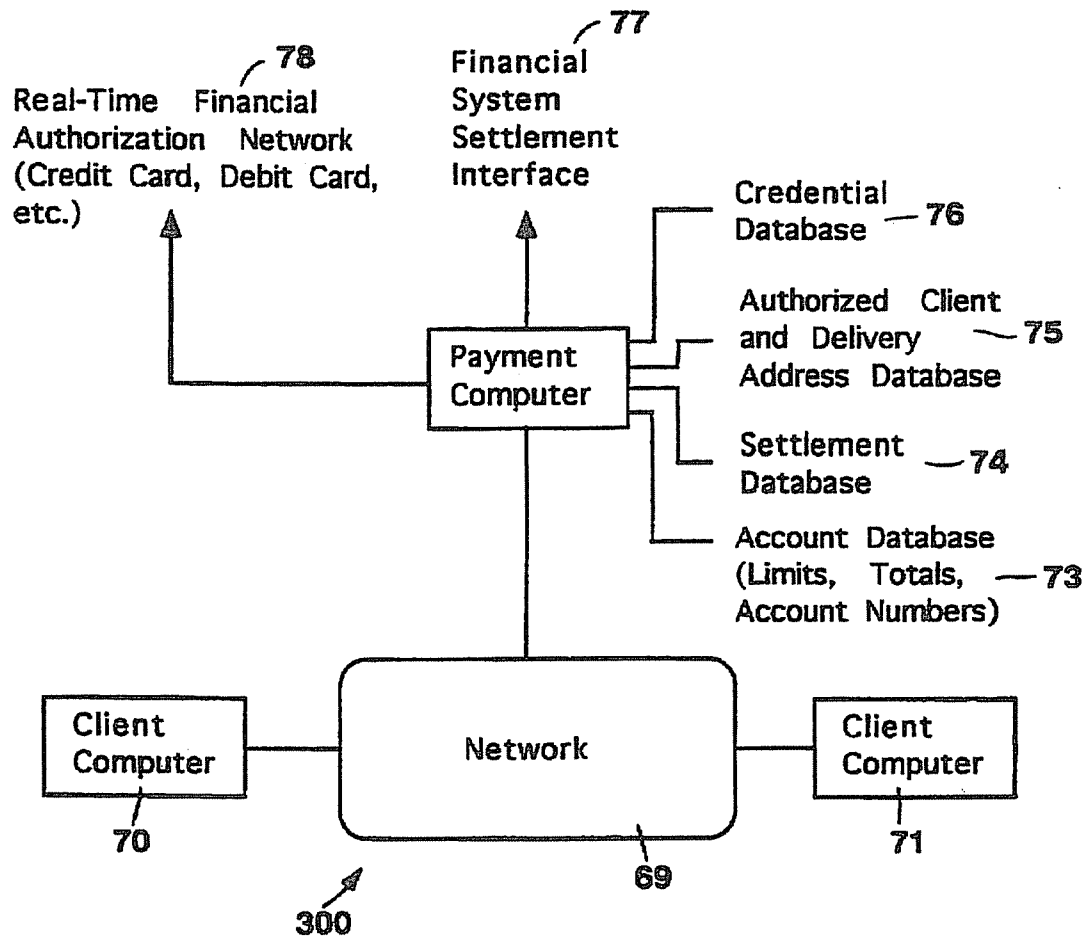 78
Real-Time Financial
Authorization Network
(Credit Card, Debit Card,
etc.)
77
Financial
System
Settlement
Interface
Credential
Database
76
Authorized Client
and Delivery
Address Database
75
Payment
Computer
Settlement
Database
74
Account Database
(Limits, Totals,
Account Numbers)
73
Client
Computer
70
Network
69
Client
Computer
71
300